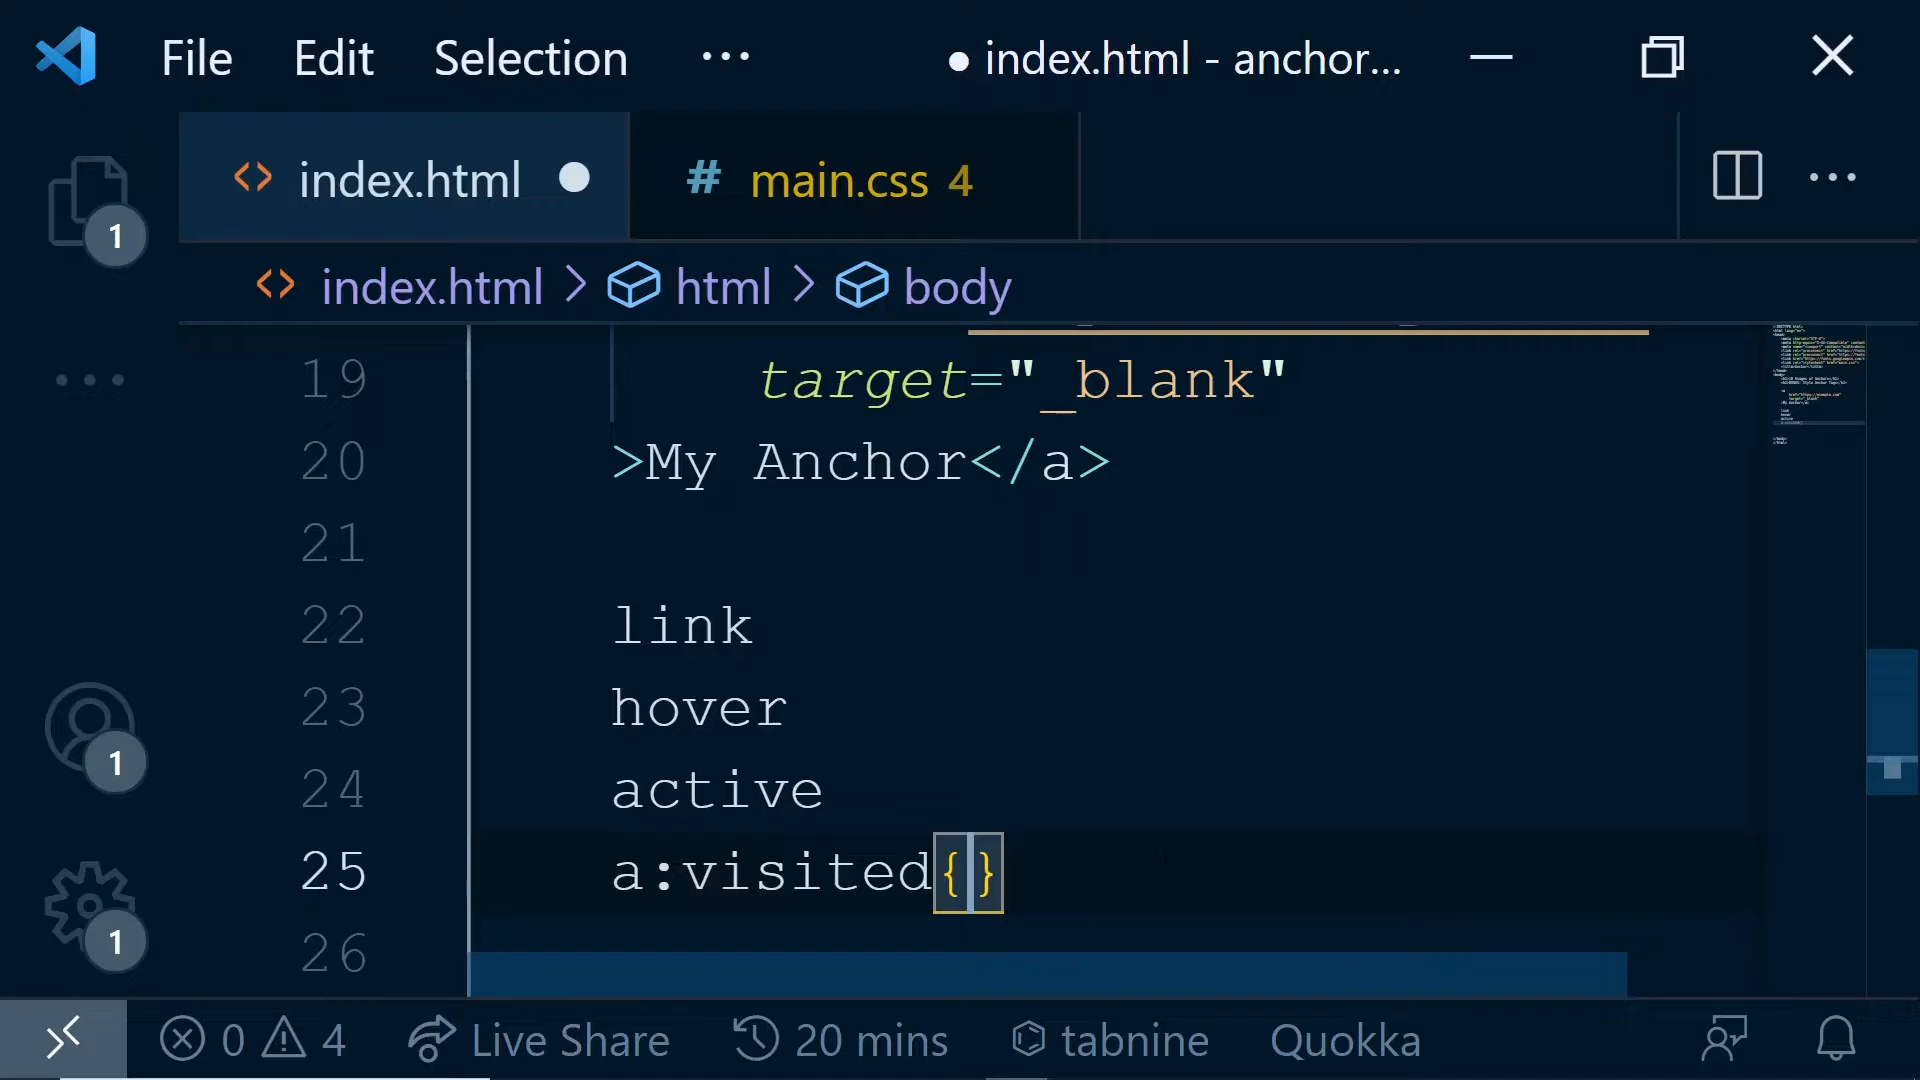 File Edit Selection ··· ● index.html - anchor...
<> index.html ● # main.css 4 ···
<> index.html > html > body
19 target="_blank"
20 >My Anchor</a>
21
22 link
23 hover
24 active
25 a:visited{}
26
1
1
1
0 4 Live Share 20 mins tabnine Quokka